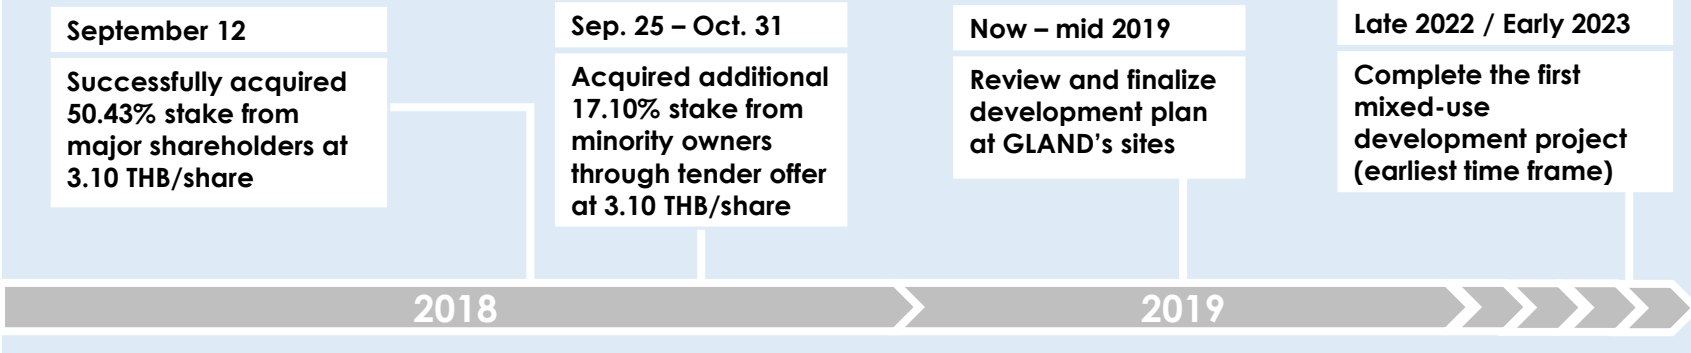 September 12
Successfully acquired
50.43% stake from
major shareholders at
3.10 THB/share
Sep. 25 – Oct. 31
Acquired additional
17.10% stake from
minority owners
through tender offer
at 3.10 THB/share
Now – mid 2019
Review and finalize
development plan
at GLAND’s sites
Late 2022 / Early 2023
Complete the first
mixed-use
development project
(earliest time frame)
2018
2019